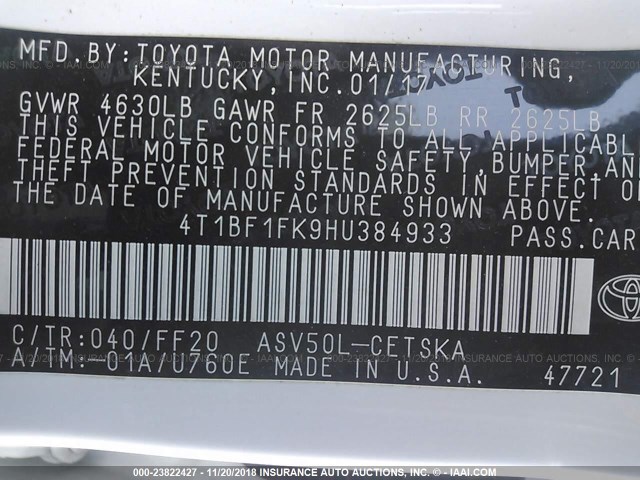 MFD. BY: TOYOTA MOTOR MANUFACTURING,
KENTUCKY, INC. 01/17
GVWR 4630LB GAWR FR 2625LB RR 2625LB
THIS VEHICLE CONFORMS TO ALL APPLICABL
FEDERAL MOTOR VEHICLE SAFETY, BUMPER, AN
THEFT PREVENTION STANDARDS IN EFFECT O
THE DATE OF MANUFACTURE SHOWN ABOVE.
4T1BF1FK9HU384933 PASS. CAR
C/TR: 040/FF20 ASV50L-CETSKA
A/TM: -01A/U760E MADE IN U.S.A. 47721
000-23822427 - 11/20/2018 - INSURANCE AUTO AUCTIONS - © IAAI.COM